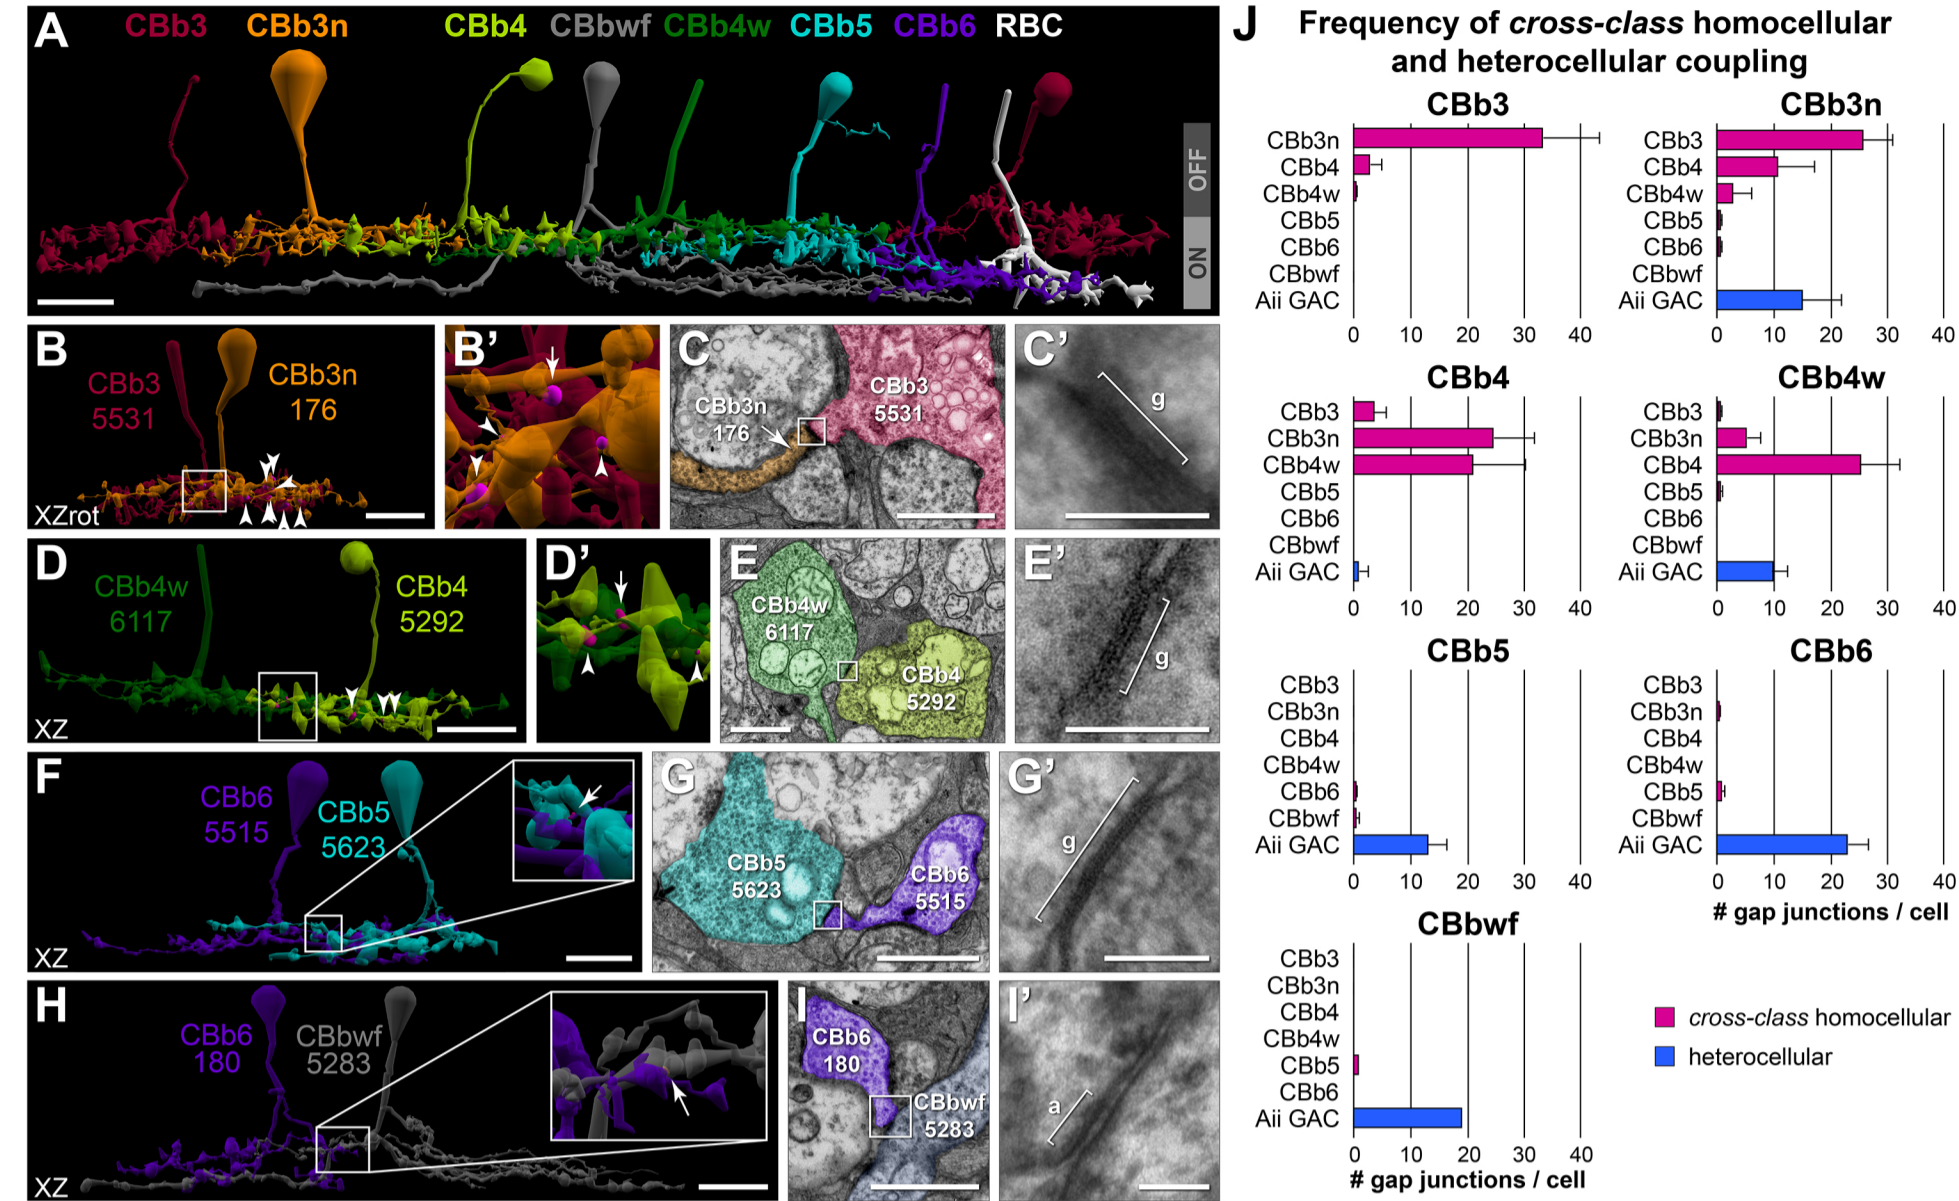 A CBb3 CBb3n CBb4 CBbwf CBb4w CBb5 CBb6 RBC
OFF
ON
B
CBb3
5531
CBb3n
176
XZrot
B’
C
CBb3n
176
CBb3
5531
C’
g
D
CBb4w
6117
CBb4
5292
XZ
D’
E
CBb4w
6117
CBb4
5292
E’
g
F
CBb6
5515
CBb5
5623
XZ
G
CBb5
5623
CBb6
5515
G’
g
H
CBb6
180
CBbwf
5283
XZ
I
CBb6
180
CBbwf
5283
I’
a
J
Frequency of cross-class homocellular
and heterocellular coupling
CBb3
CBb3n
CBb4
CBb4w
CBb5
CBb6
CBbwf
Aii GAC
0 10 20 30 40
CBb3n
CBb3
CBb4
CBb4w
CBb5
CBb6
CBbwf
Aii GAC
0 10 20 30 40
CBb4
CBb3
CBb3n
CBb4w
CBb5
CBb6
CBbwf
Aii GAC
0 10 20 30 40
CBb4w
CBb3
CBb3n
CBb4
CBb5
CBb6
CBbwf
Aii GAC
0 10 20 30 40
CBb5
CBb3
CBb3n
CBb4
CBb4w
CBb6
CBbwf
Aii GAC
0 10 20 30 40
CBb6
CBb3
CBb3n
CBb4
CBb4w
CBb5
CBbwf
Aii GAC
0 10 20 30 40
# gap junctions / cell
CBbwf
CBb3
CBb3n
CBb4
CBb4w
CBb5
CBb6
Aii GAC
0 10 20 30 40
# gap junctions / cell
cross-class homocellular
heterocellular